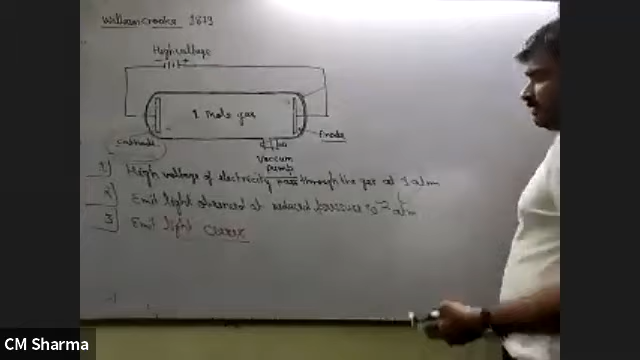 William Crooke 1879
High voltage
- +
1 Mole gas
Cathode
Anode
Vaccum
pump
1) High voltage of electricity pass through the gas at 1 atm
2) Emit light observed at reduced pressure 10⁻² atm
3) Emit light
CM Sharma